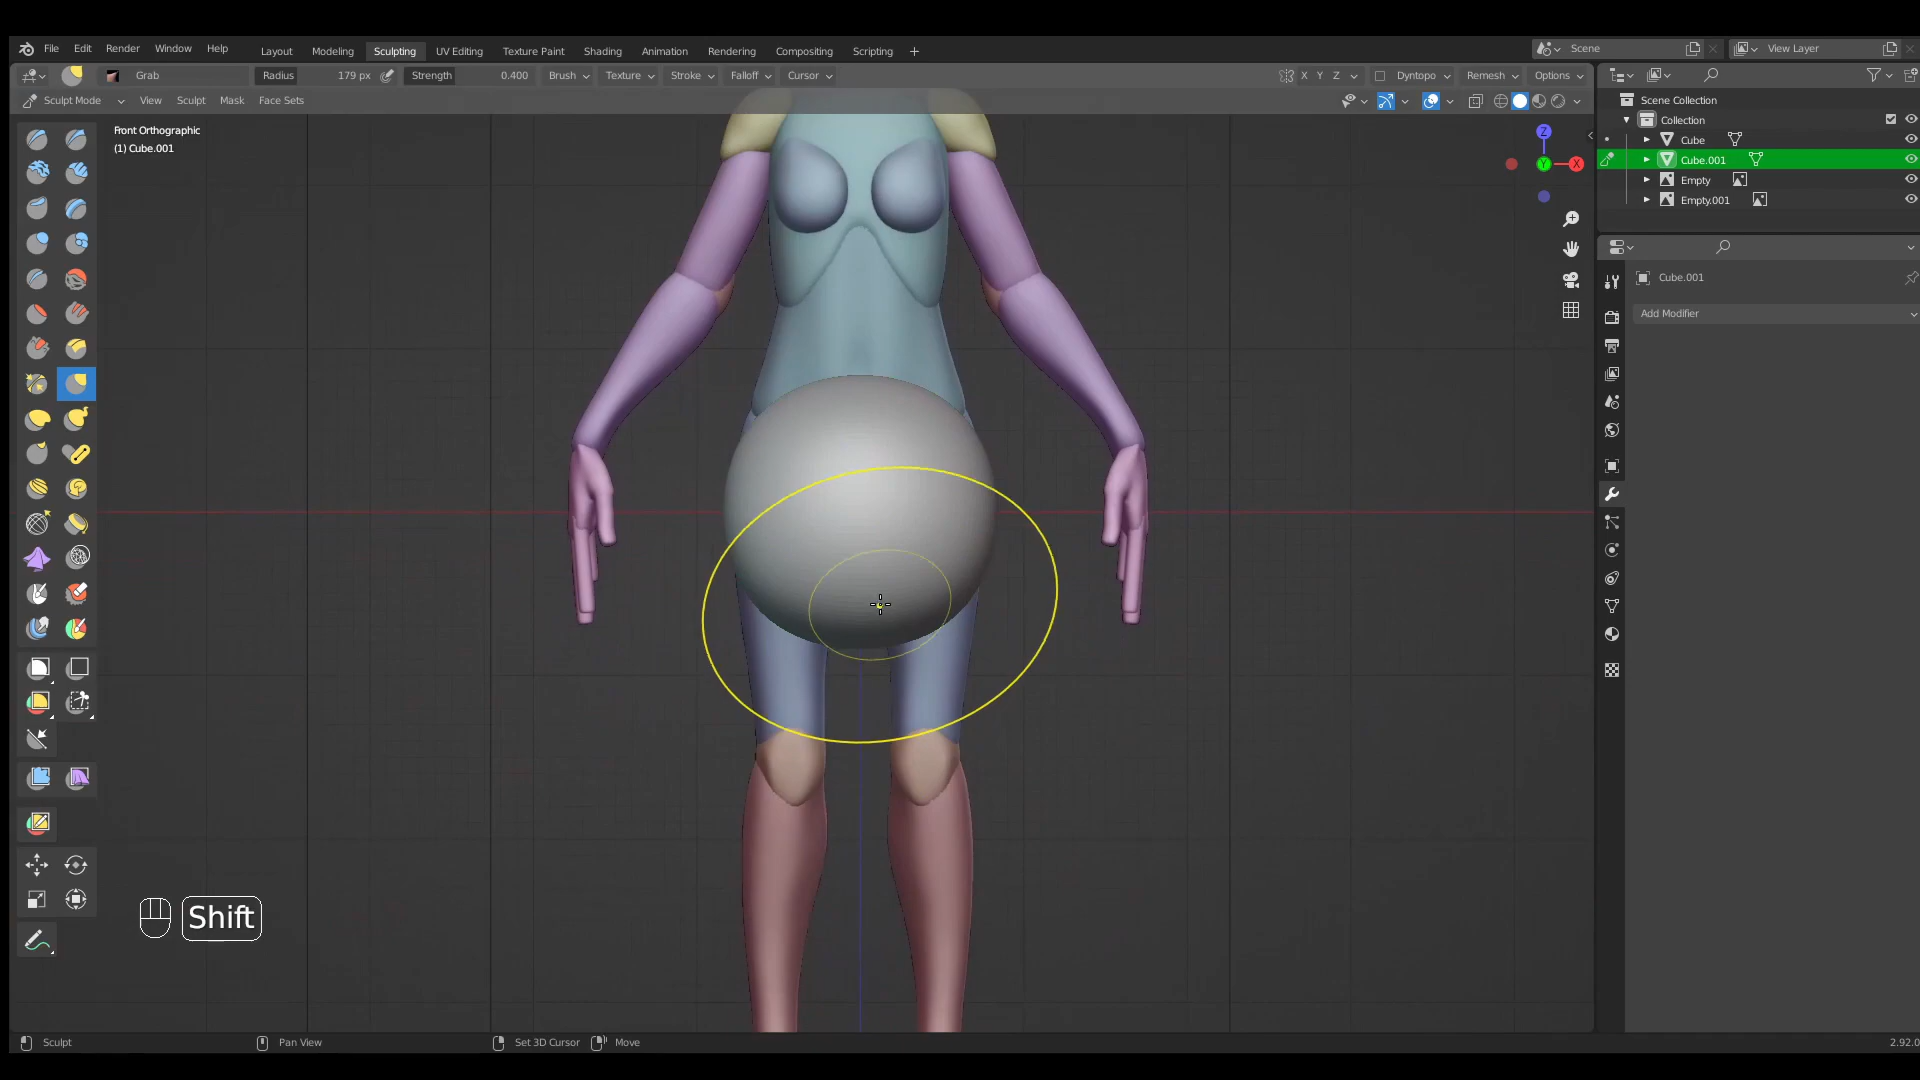 File Edit Render Window Help Layout Modeling Sculpting UV Editing Texture Paint Shading Animation Rendering Compositing Scripting + Scene View Layer
Grab Radius 179 px Strength 0.400 Brush Texture Stroke Falloff Cursor X Y Z Dyntopo Remesh Options
Sculpt Mode View Sculpt Mask Face Sets
Scene Collection
Collection
Cube
Cube.001
Empty
Empty.001
Front Orthographic
(1) Cube.001
Z
Y
X
Cube.001
Add Modifier
Shift
Sculpt Pan View Set 3D Cursor Move 2.92.0